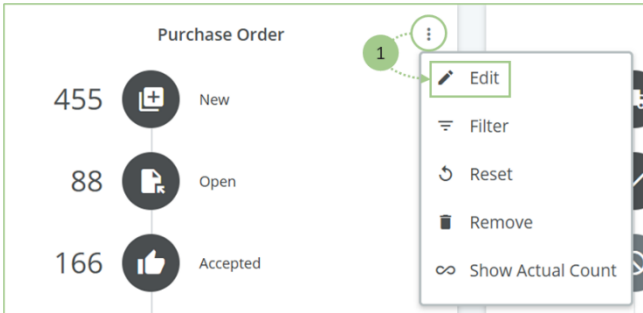 Purchase Order
1
455 New
88 Open
166 Accepted
Edit
Filter
Reset
Remove
Show Actual Count